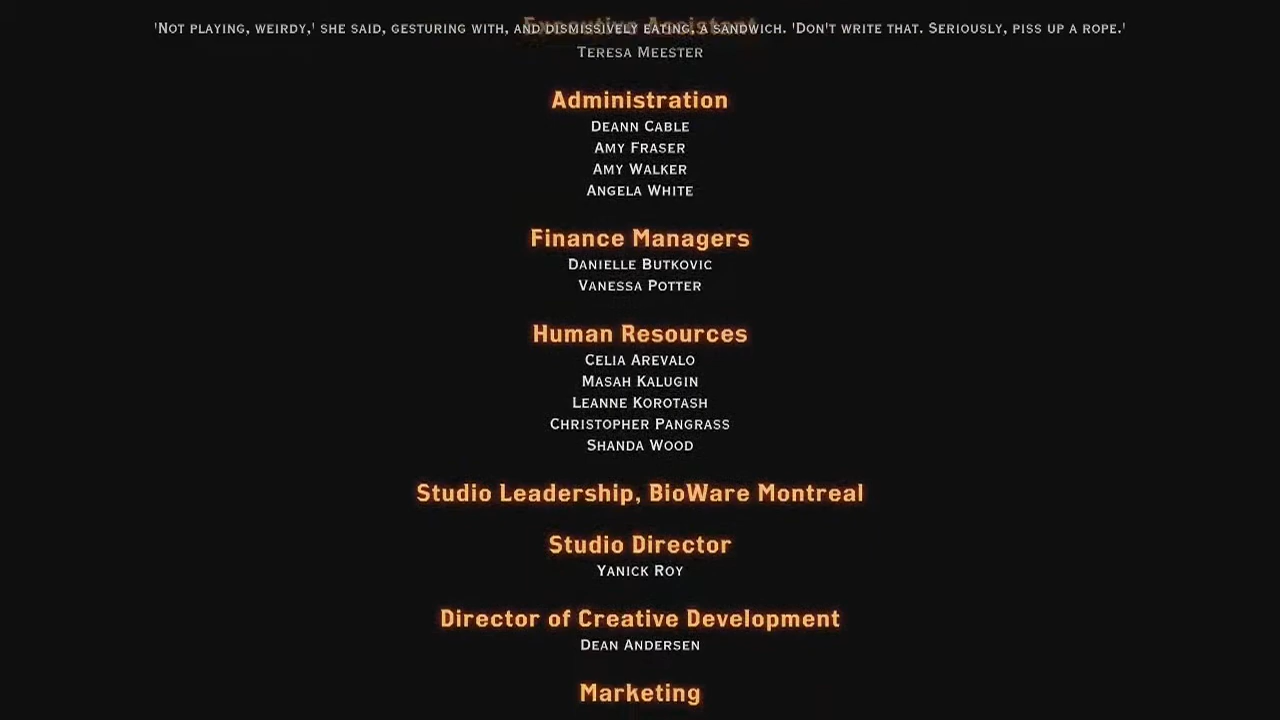 Executive Assistant
'Not playing, weirdy,' she said, gesturing with, and dismissively eating, a sandwich. 'Don't write that. Seriously, piss up a rope.'
Teresa Meester
Administration
Deann Cable
Amy Fraser
Amy Walker
Angela White
Finance Managers
Danielle Butkovic
Vanessa Potter
Human Resources
Celia Arevalo
Masah Kalugin
Leanne Korotash
Christopher Pangrass
Shanda Wood
Studio Leadership, BioWare Montreal
Studio Director
Yanick Roy
Director of Creative Development
Dean Andersen
Marketing